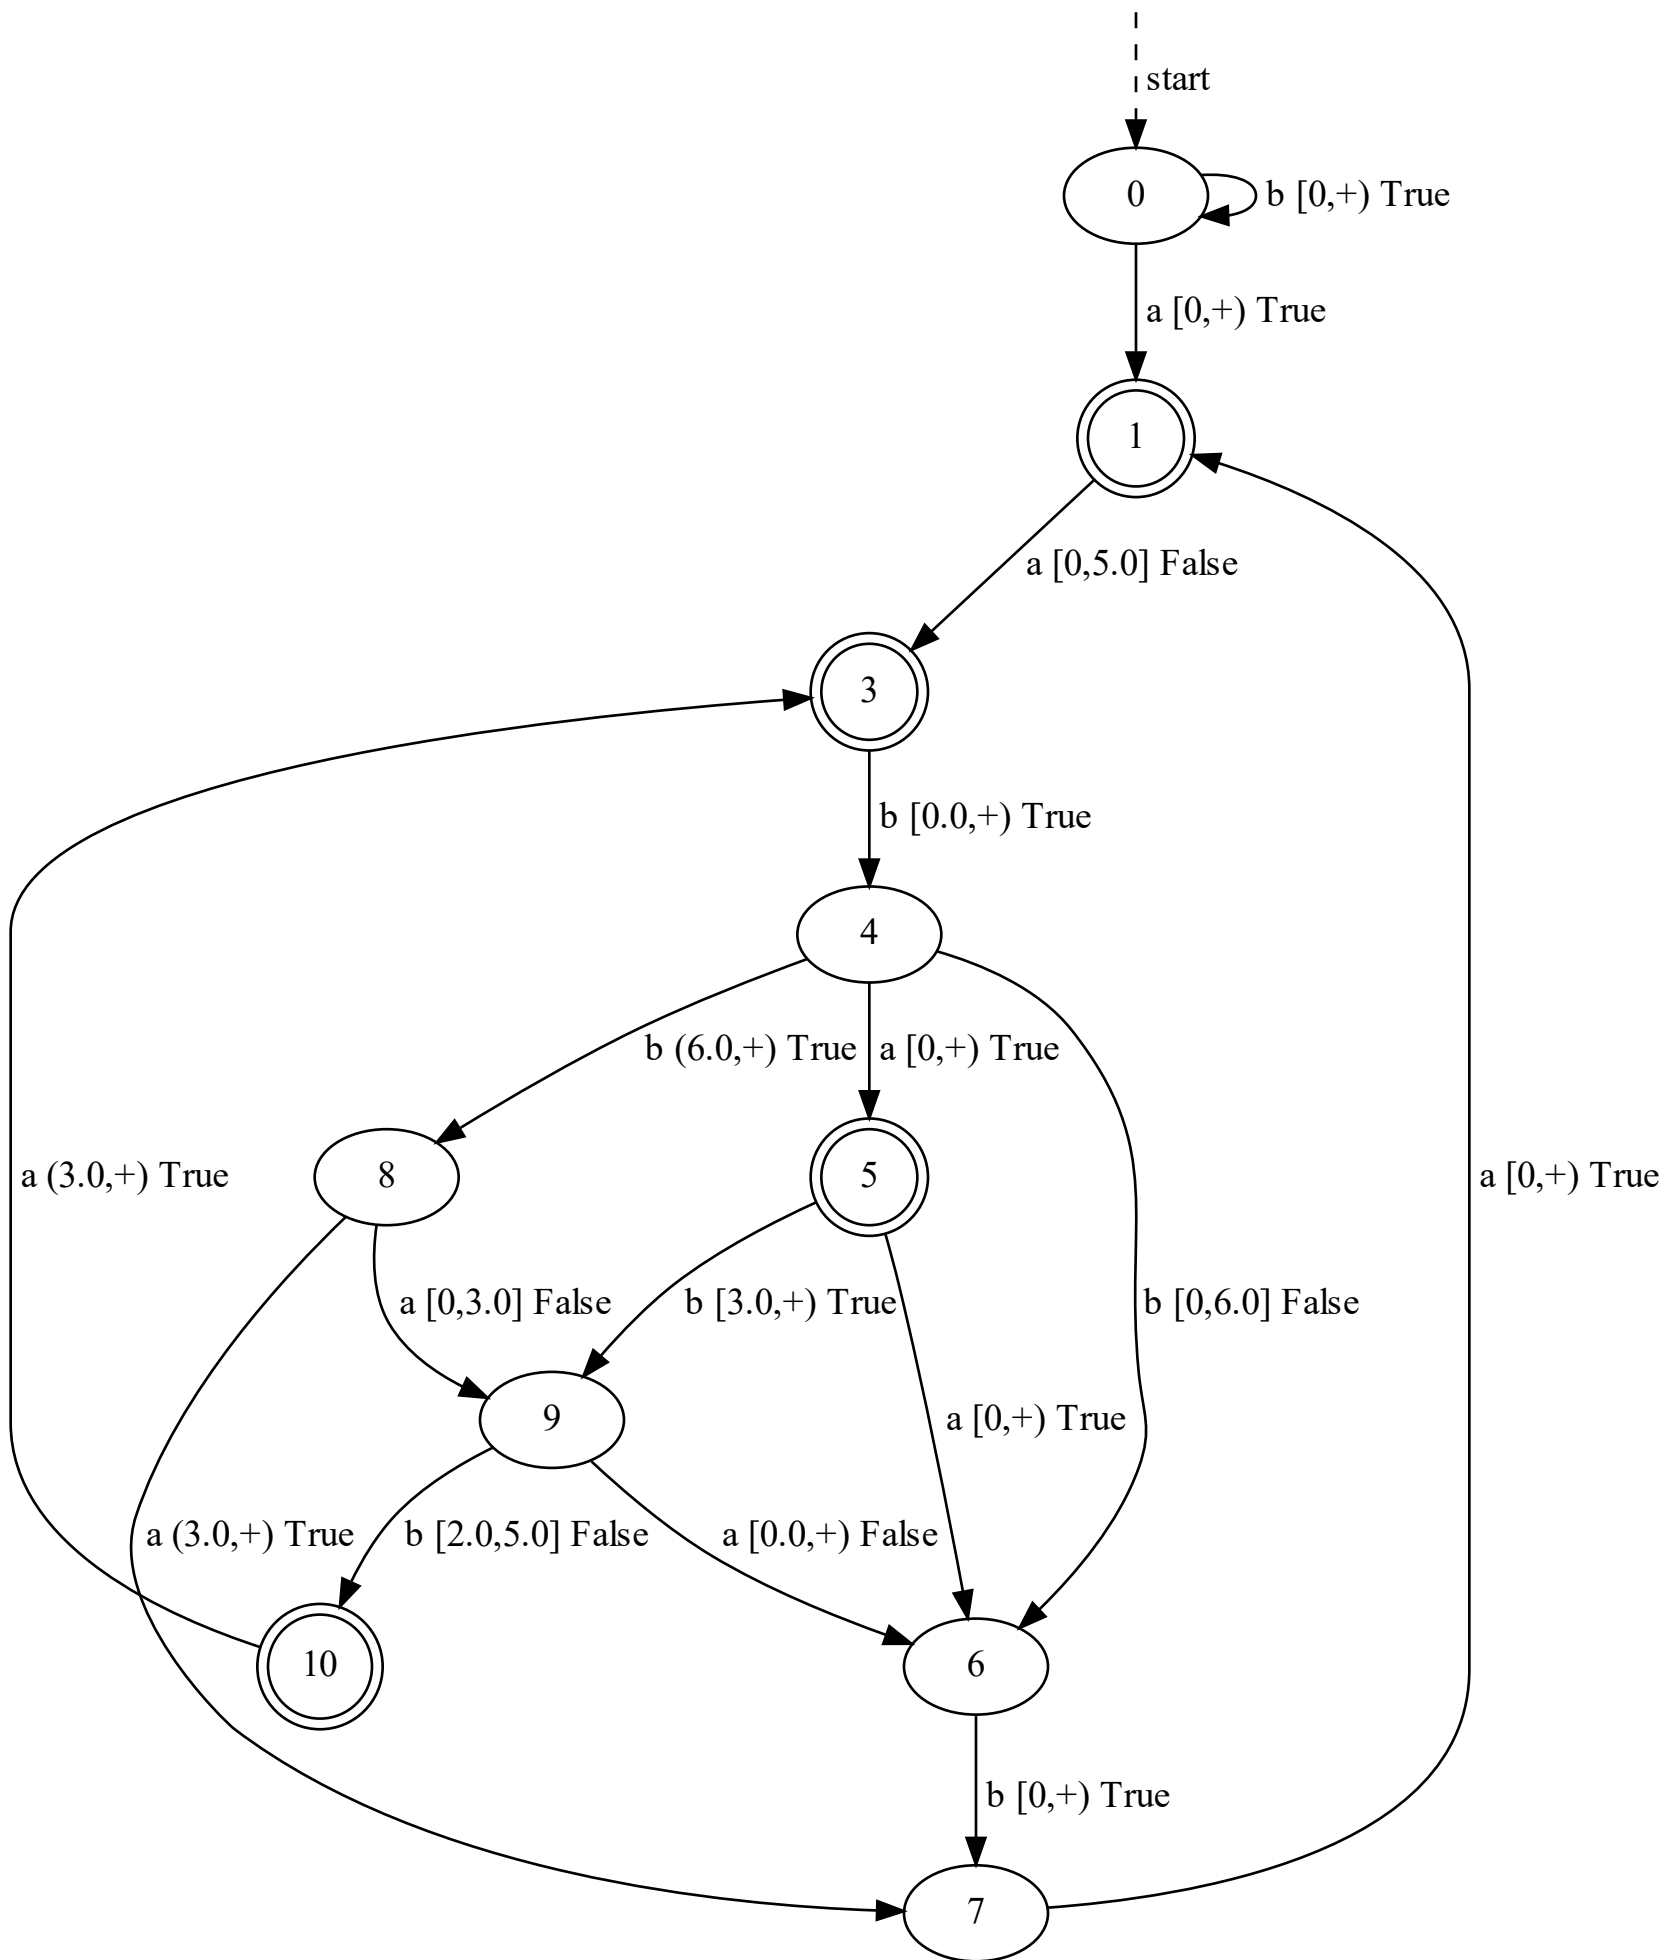 start
0
b [0,+) True
a [0,+) True
1
a [0,5.0] False
3
b [0.0,+) True
4
b (6.0,+) True
a [0,+) True
8
5
a (3.0,+) True
a [0,+) True
a [0,3.0] False
b [3.0,+) True
b [0,6.0] False
9
a [0,+) True
a (3.0,+) True
b [2.0,5.0] False
a [0.0,+) False
10
6
b [0,+) True
7